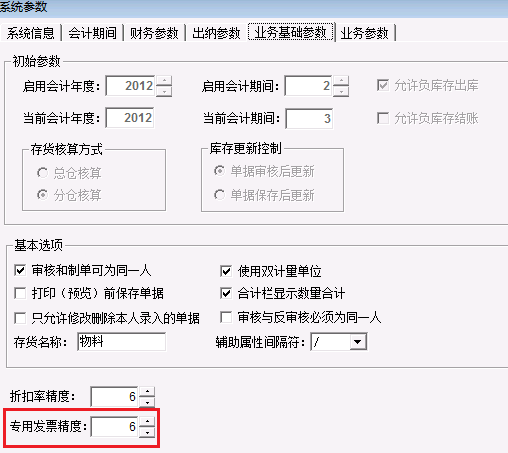 系统参数
系统信息 会计期间 财务参数 出纳参数 业务基础参数 业务参数
初始参数
启用会计年度： 2012 启用会计期间： 2 允许负库存出库
当前会计年度： 2012 当前会计期间： 3 允许负库存结账
存货核算方式 库存更新控制
总仓核算 单据审核后更新
分仓核算 单据保存后更新
基本选项
审核和制单可为同一人 使用双计量单位
打印（预览）前保存单据 合计栏显示数量合计
只允许修改删除本人录入的单据 审核与反审核必须为同一人
存货名称： 物料 辅助属性间隔符： /
折扣率精度： 6
专用发票精度： 6